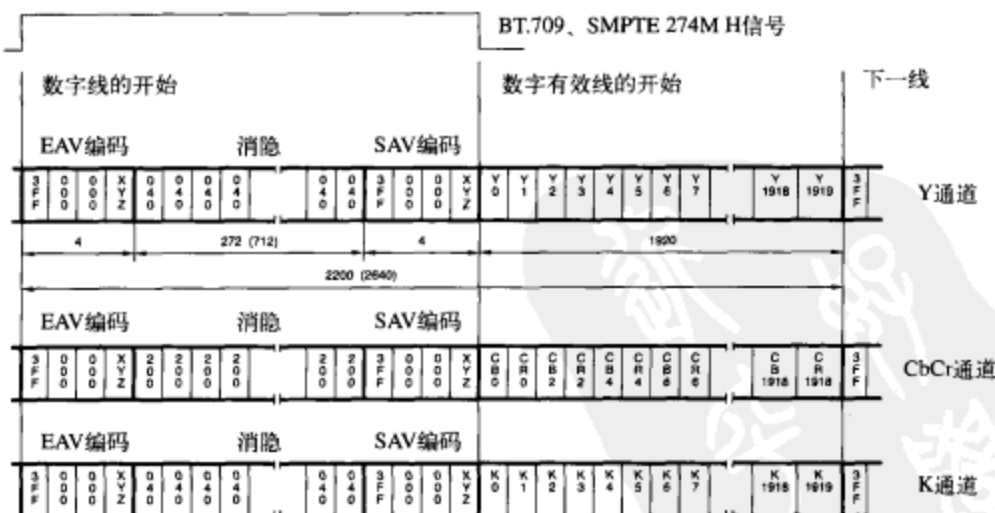 BT.709、SMPTE 274M H信号
数字线的开始 数字有效线的开始 下一线
EAV编码 消隐 SAV编码
3FF 000 000 XYZ 040 040 040 040 040 040 3FF 000 000 XYZ Y0 Y1 Y2 Y3 Y4 Y5 Y6 Y7 Y1918 Y1919 3FF Y通道
4 272 (712) 4 1920
2200 (2640)
EAV编码 消隐 SAV编码
3FF 000 000 XYZ 200 200 200 200 200 200 3FF 000 000 XYZ CB0 CR0 CB2 CR2 CB4 CR4 CB6 CR6 CB1918 CR1918 3FF CbCr通道
EAV编码 消隐 SAV编码
3FF 000 000 XYZ 040 040 040 040 040 040 3FF 000 000 XYZ K0 K1 K2 K3 K4 K5 K6 K7 K1918 K1919 3FF K通道